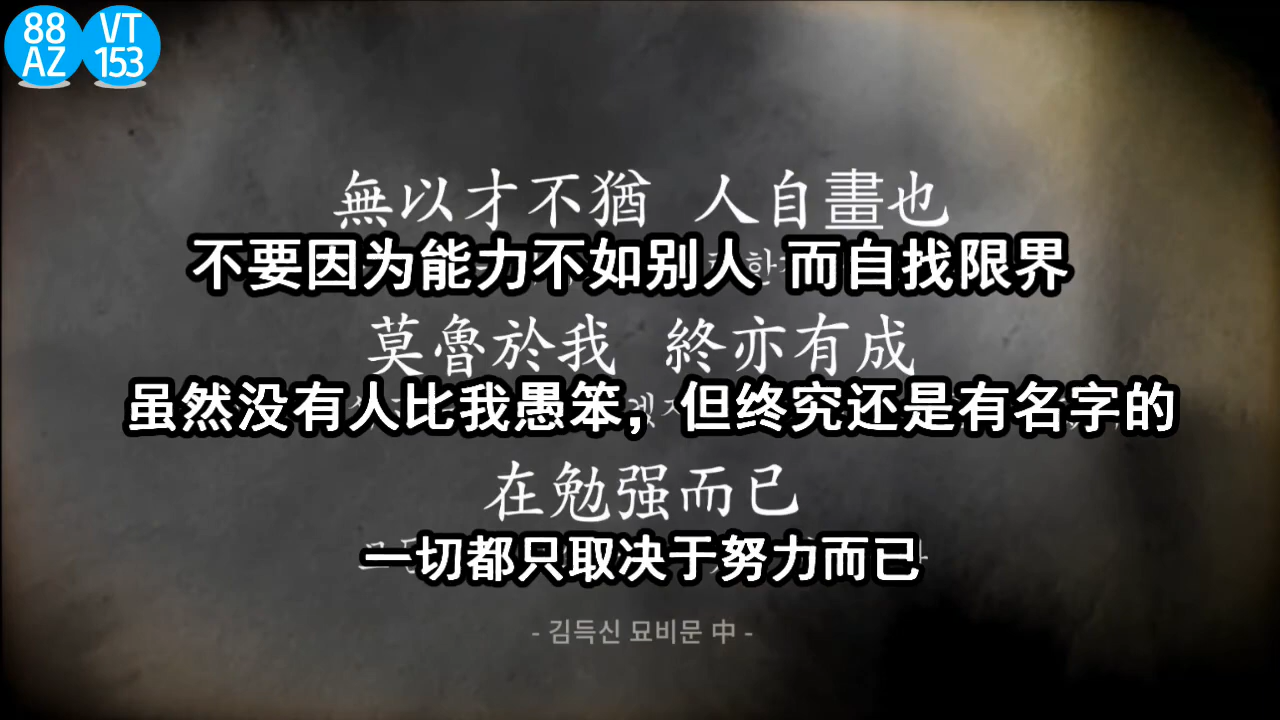 88 VT
AZ 153
無以才不猶 人自畫也
不要因为能力不如别人 而自找限界
莫魯於我 終亦有成
虽然没有人比我愚笨，但终究还是有名字的
在勉强而已
一切都只取决于努力而已
- 김득신 묘비문 中 -